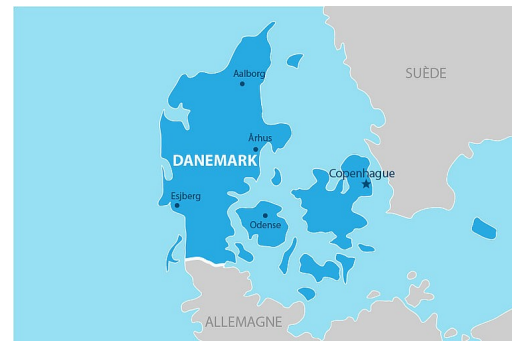 SUÈDE
Aalborg
Århus
DANEMARK
Copenhague
Esjberg
Odense
ALLEMAGNE